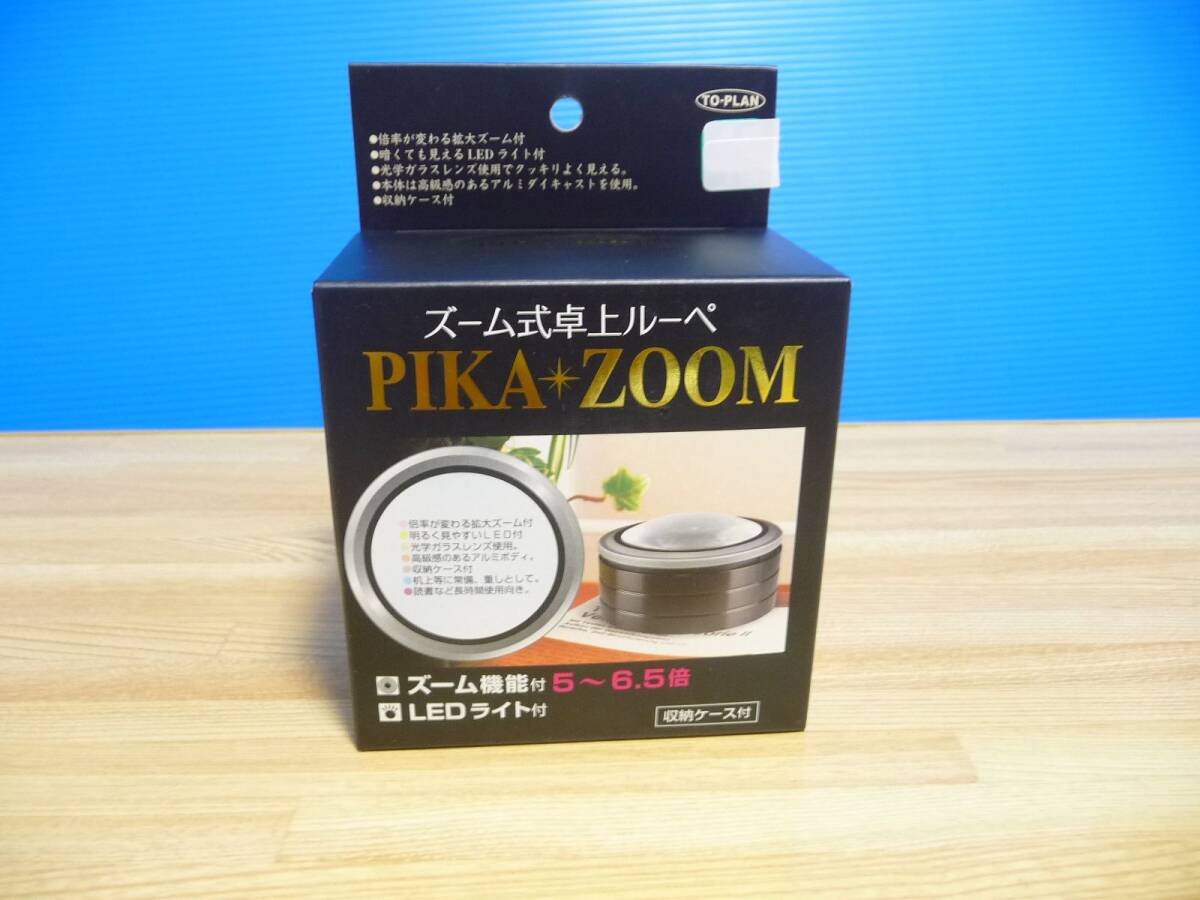 TO-PLAN
●倍率が変わる拡大ズーム付
●暗くても見えるLEDライト付
●光学ガラスレンズ使用でクッキリよく見える。
●本体は高級感のあるアルミダイキャストを使用。
●収納ケース付
ズーム式卓上ルーペ
PIKA ZOOM
●倍率が変わる拡大ズーム付
●明るく見やすいLED付
●光学ガラスレンズ使用。
●高級感のあるアルミボディ。
●収納ケース付
●机上等に常備、重しとして。
●読書など長時間使用向き。
ズーム機能付 5〜6.5倍
LEDライト付
収納ケース付